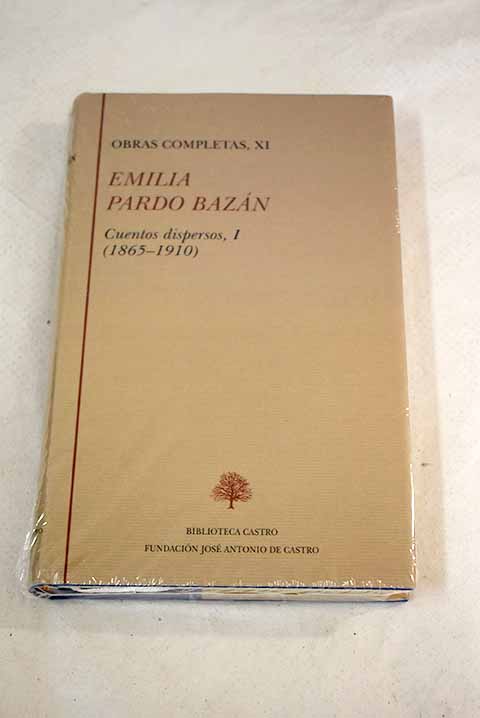 OBRAS COMPLETAS, XI
EMILIA
PARDO BAZÁN
Cuentos dispersos, I
(1865–1910)
BIBLIOTECA CASTRO
FUNDACIÓN JOSÉ ANTONIO DE CASTRO